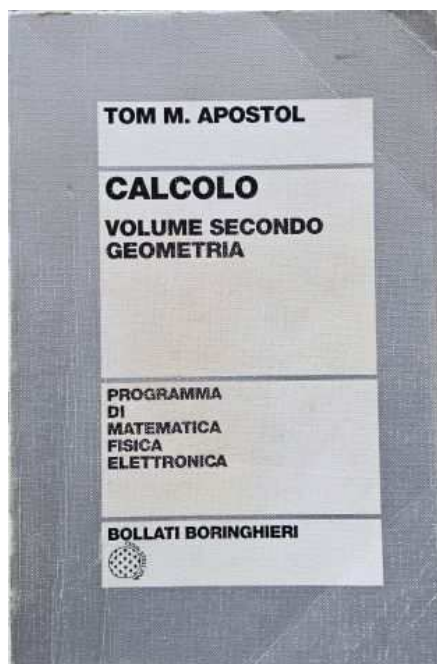 TOM M. APOSTOL
CALCOLO
VOLUME SECONDO
GEOMETRIA
PROGRAMMA
DI
MATEMATICA
FISICA
ELETTRONICA
BOLLATI BORINGHIERI